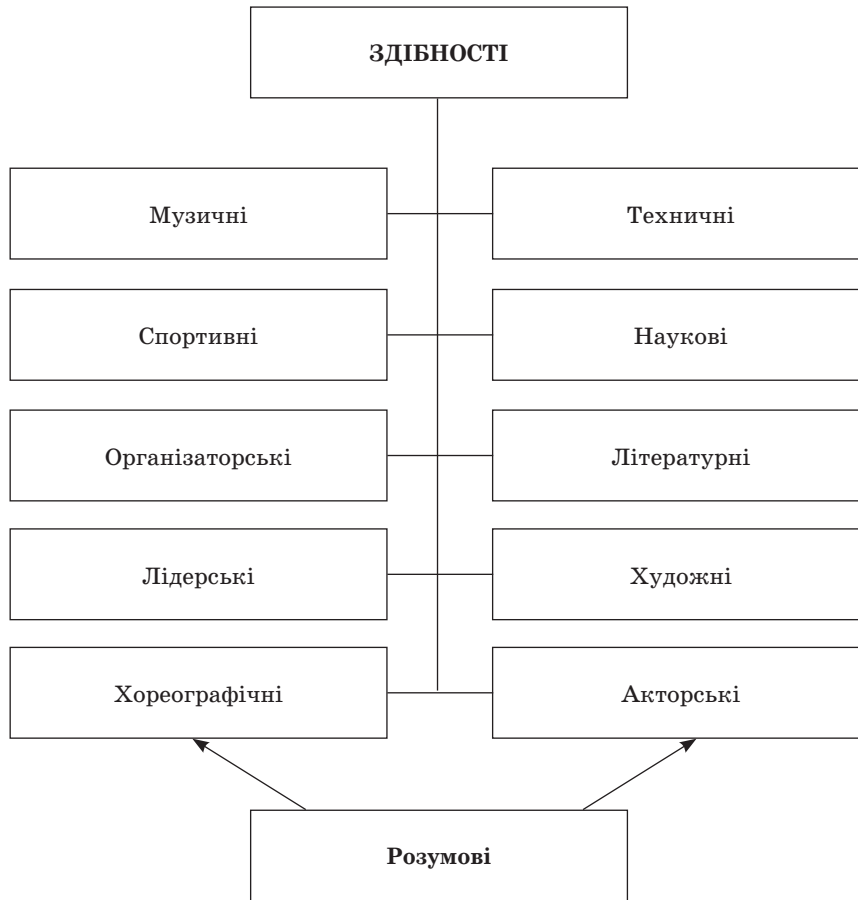 ЗДІБНОСТІ
Музичні
Техничні
Спортивні
Наукові
Організаторські
Літературні
Лідерські
Художні
Хореографічні
Акторські
Розумові